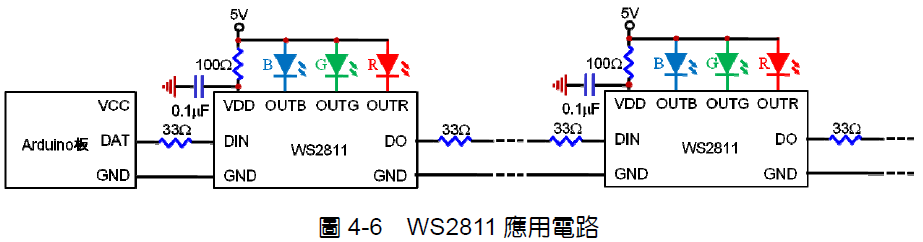 5V
5V
100Ω
B
G
R
100Ω
B
G
R
0.1μF
0.1μF
VCC
VDD OUTB OUTG OUTR
VDD OUTB OUTG OUTR
Arduino板
DAT
33Ω
DIN
WS2811
DO
33Ω
33Ω
DIN
WS2811
DO
33Ω
GND
GND
GND
GND
GND
圖 4-6 WS2811 應用電路